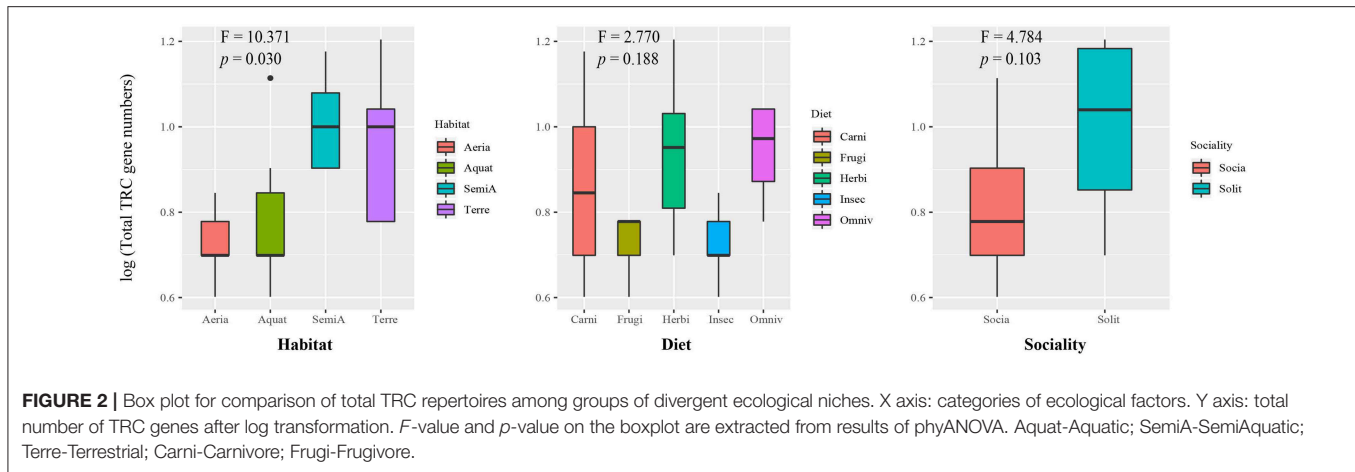 log (Total TRC gene numbers)
1.2
1.0
0.8
0.6
F = 10.371
p = 0.030
Aeria Aquat SemiA Terre
Habitat
Habitat
Aeria
Aquat
SemiA
Terre
1.2
1.0
0.8
0.6
F = 2.770
p = 0.188
Carni Frugi Herbi Insec Omniv
Diet
Diet
Carni
Frugi
Herbi
Insec
Omniv
1.2
1.0
0.8
0.6
F = 4.784
p = 0.103
Socia Solit
Sociality
Sociality
Socia
Solit
FIGURE 2 | Box plot for comparison of total TRC repertoires among groups of divergent ecological niches. X axis: categories of ecological factors. Y axis: total
number of TRC genes after log transformation. F-value and p-value on the boxplot are extracted from results of phyANOVA. Aquat-Aquatic; SemiA-SemiAquatic;
Terre-Terrestrial; Carni-Carnivore; Frugi-Frugivore.